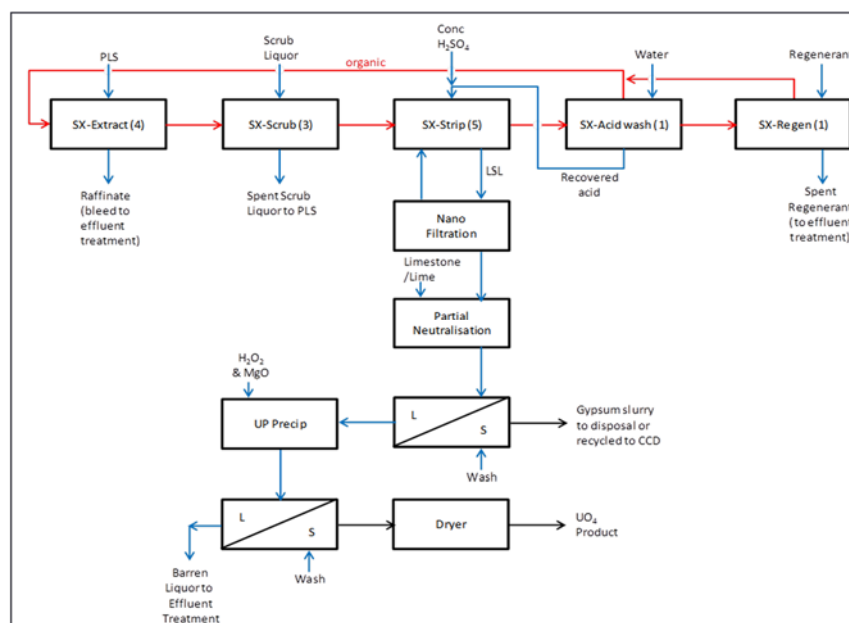 Conc
H₂SO₄
Scrub
Liquor
PLS
organic
Water
Regenerant
SX-Extract (4)
SX-Scrub (3)
SX-Strip (5)
SX-Acid wash (1)
SX-Regen (1)
Raffinate
(bleed to
effluent
treatment)
Spent Scrub
Liquor to PLS
LSL
Recovered
acid
Spent
Regenerant
(to effluent
treatment)
Nano
Filtration
Limestone
/Lime
Partial
Neutralisation
H₂O₂
& MgO
UP Precip
L
S
Gypsum slurry
to disposal or
recycled to CCD
Wash
L
S
Dryer
UO₄
Product
Wash
Barren
Liquor to
Effluent
Treatment